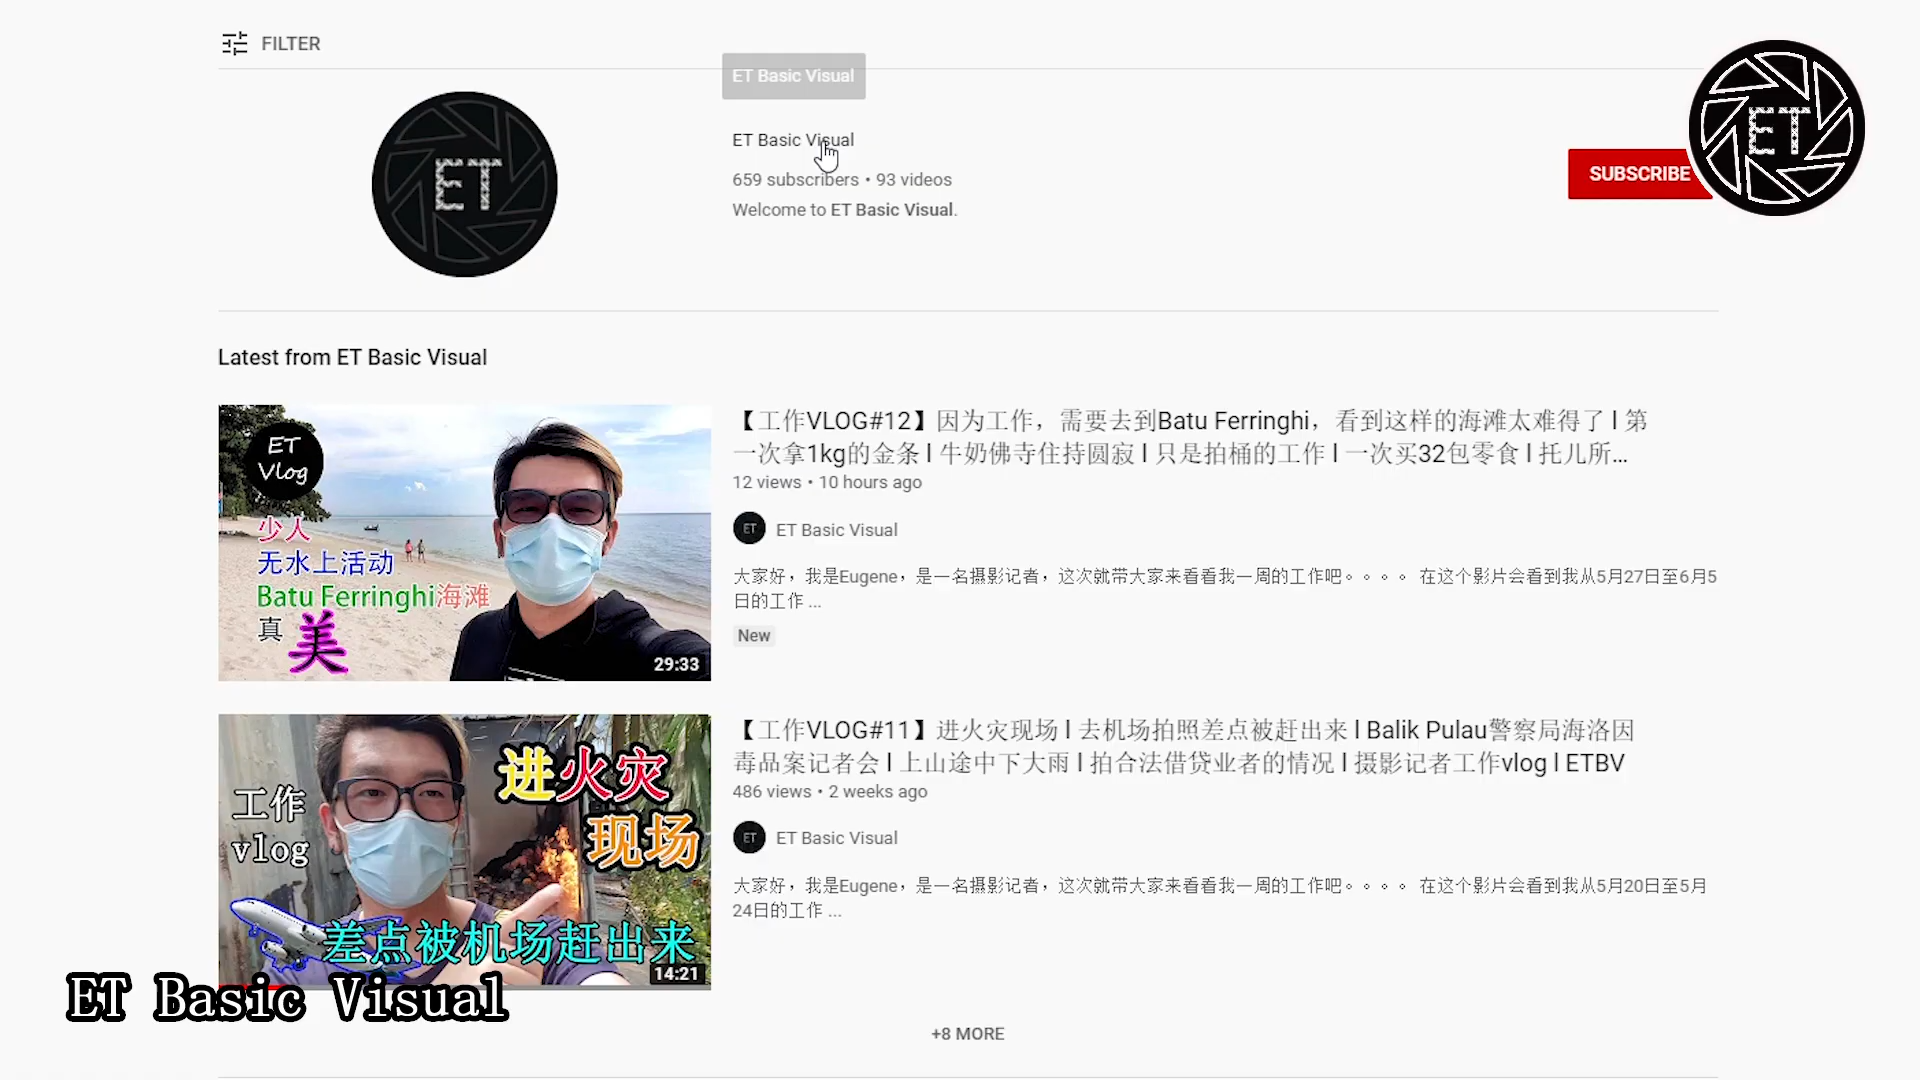 FILTER
ET Basic Visual
ET
ET Basic Visual
659 subscribers • 93 videos
Welcome to ET Basic Visual.
SUBSCRIBE
ET
Latest from ET Basic Visual
ET
Vlog
少人
无水上活动
Batu Ferringhi海滩
真美
29:33
【工作VLOG#12】因为工作，需要去到Batu Ferringhi，看到这样的海滩太难得了 l 第
一次拿1kg的金条 l 牛奶佛寺住持圆寂 l 只是拍桶的工作 l 一次买32包零食 l 托儿所...
12 views • 10 hours ago
ET
ET Basic Visual
大家好，我是Eugene，是一名摄影记者，这次就带大家来看看我一周的工作吧。。。。 在这个影片会看到我从5月27日至6月5
日的工作 ...
New
工作
vlog
进火灾
现场
差点被机场赶出来
14:21
【工作VLOG#11】进火灾现场 l 去机场拍照差点被赶出来 l Balik Pulau警察局海洛因
毒品案记者会 l 上山途中下大雨 l 拍合法借贷业者的情况 l 摄影记者工作vlog l ETBV
486 views • 2 weeks ago
ET
ET Basic Visual
大家好，我是Eugene，是一名摄影记者，这次就带大家来看看我一周的工作吧。。。。 在这个影片会看到我从5月20日至5月
24日的工作 ...
ET Basic Visual
+8 MORE